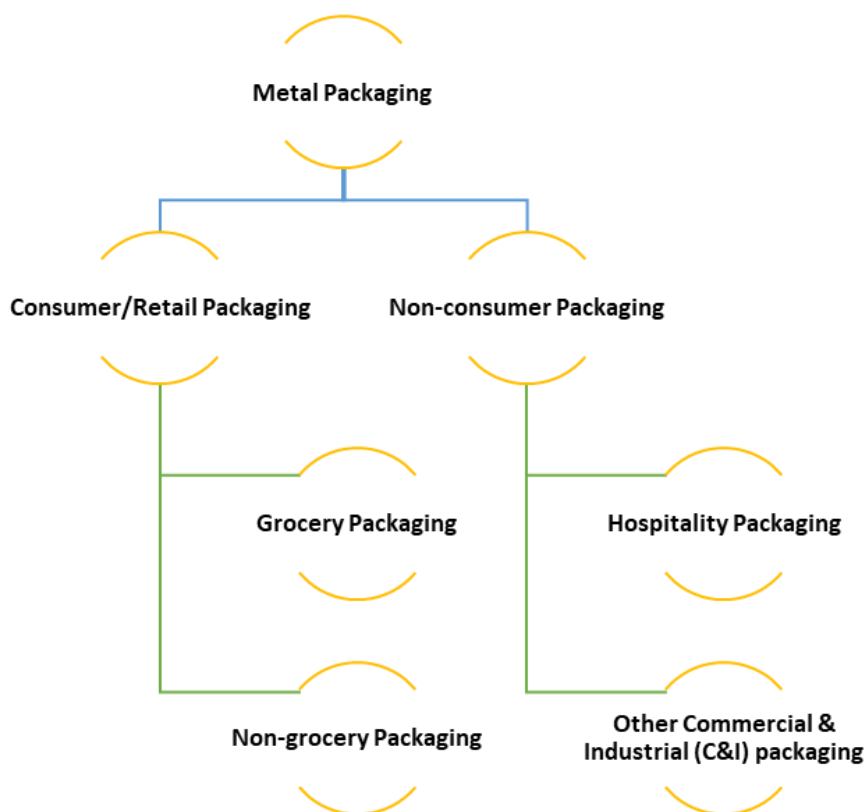 Metal Packaging
Consumer/Retail Packaging
Non-consumer Packaging
Grocery Packaging
Hospitality Packaging
Non-grocery Packaging
Other Commercial &
Industrial (C&I) packaging